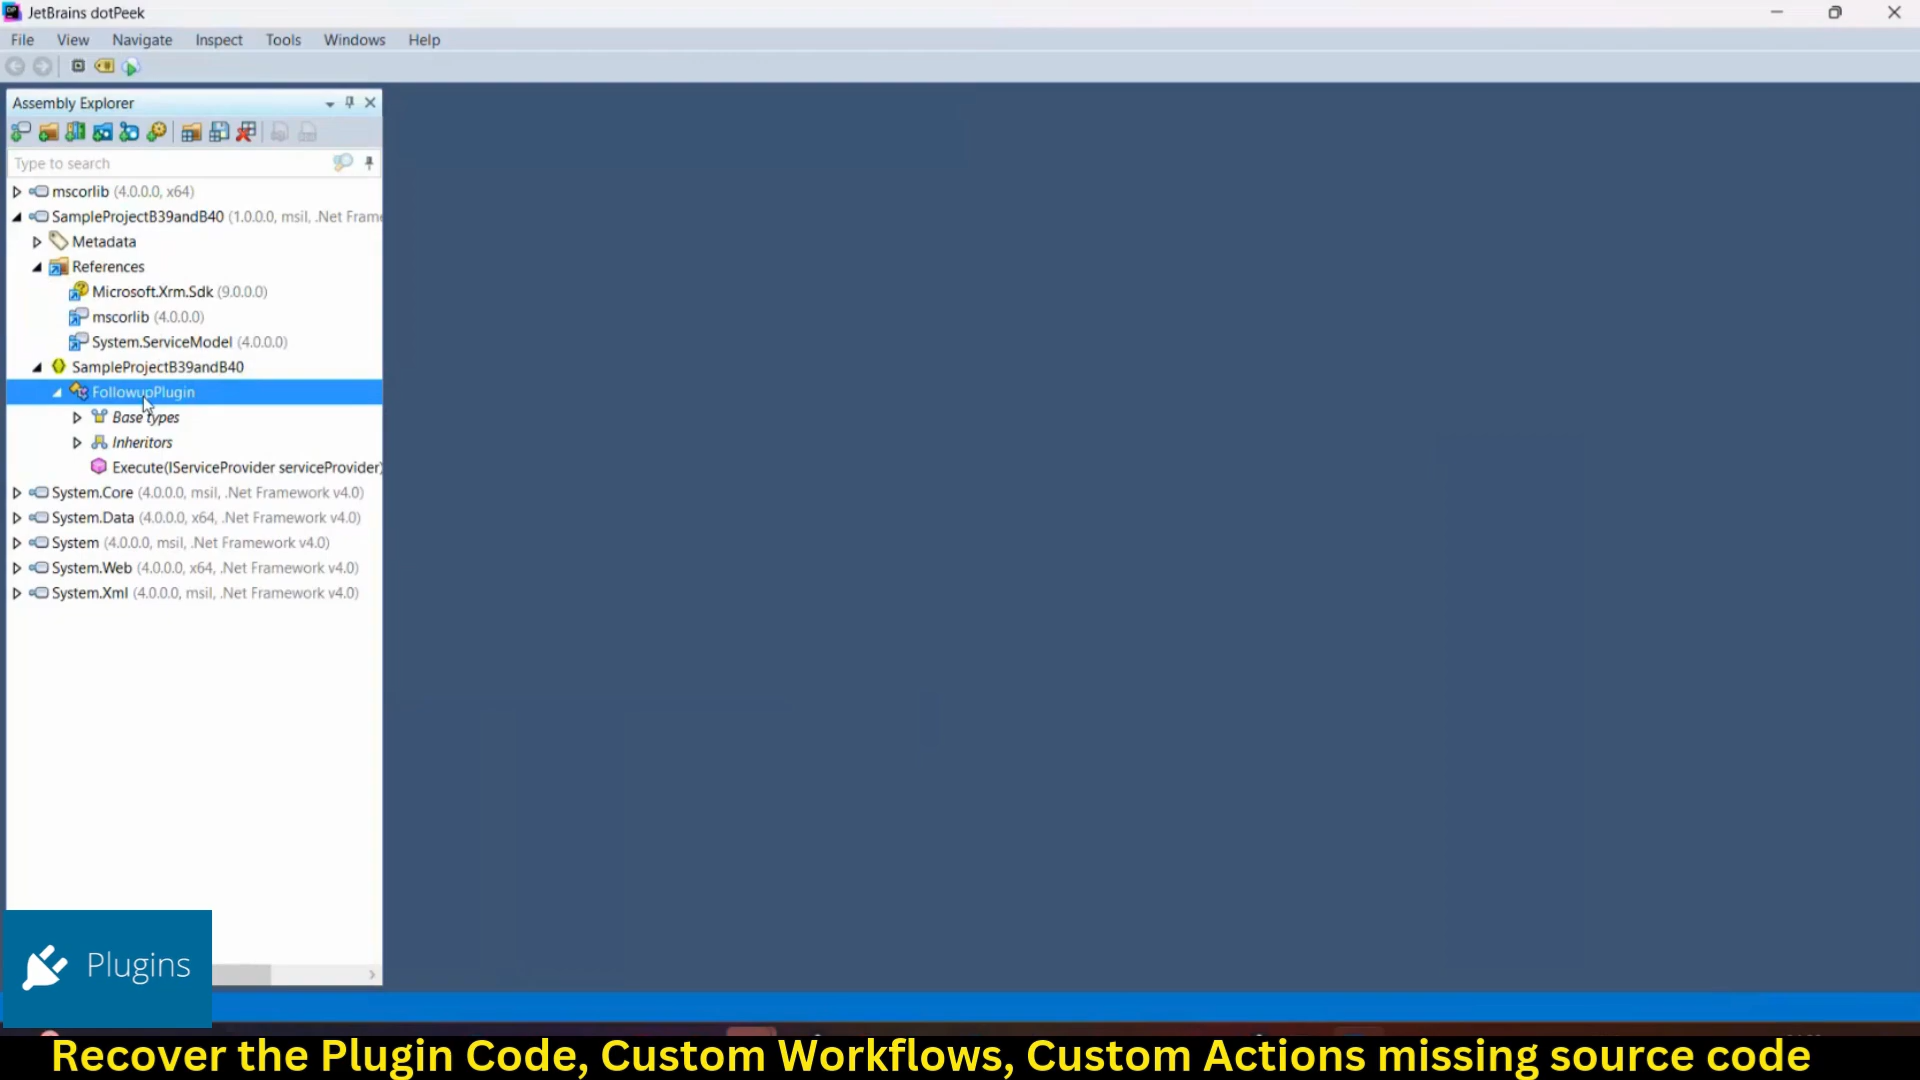 JetBrains dotPeek
File View Navigate Inspect Tools Windows Help
Assembly Explorer
Type to search
mscorlib (4.0.0.0, x64)
SampleProjectB39andB40 (1.0.0.0, msil, .Net Frame
Metadata
References
Microsoft.Xrm.Sdk (9.0.0.0)
mscorlib (4.0.0.0)
System.ServiceModel (4.0.0.0)
SampleProjectB39andB40
FollowupPlugin
Base types
Inheritors
Execute(IServiceProvider serviceProvider)
System.Core (4.0.0.0, msil, .Net Framework v4.0)
System.Data (4.0.0.0, x64, .Net Framework v4.0)
System (4.0.0.0, msil, .Net Framework v4.0)
System.Web (4.0.0.0, x64, .Net Framework v4.0)
System.Xml (4.0.0.0, msil, .Net Framework v4.0)
Plugins
Recover the Plugin Code, Custom Workflows, Custom Actions missing source code